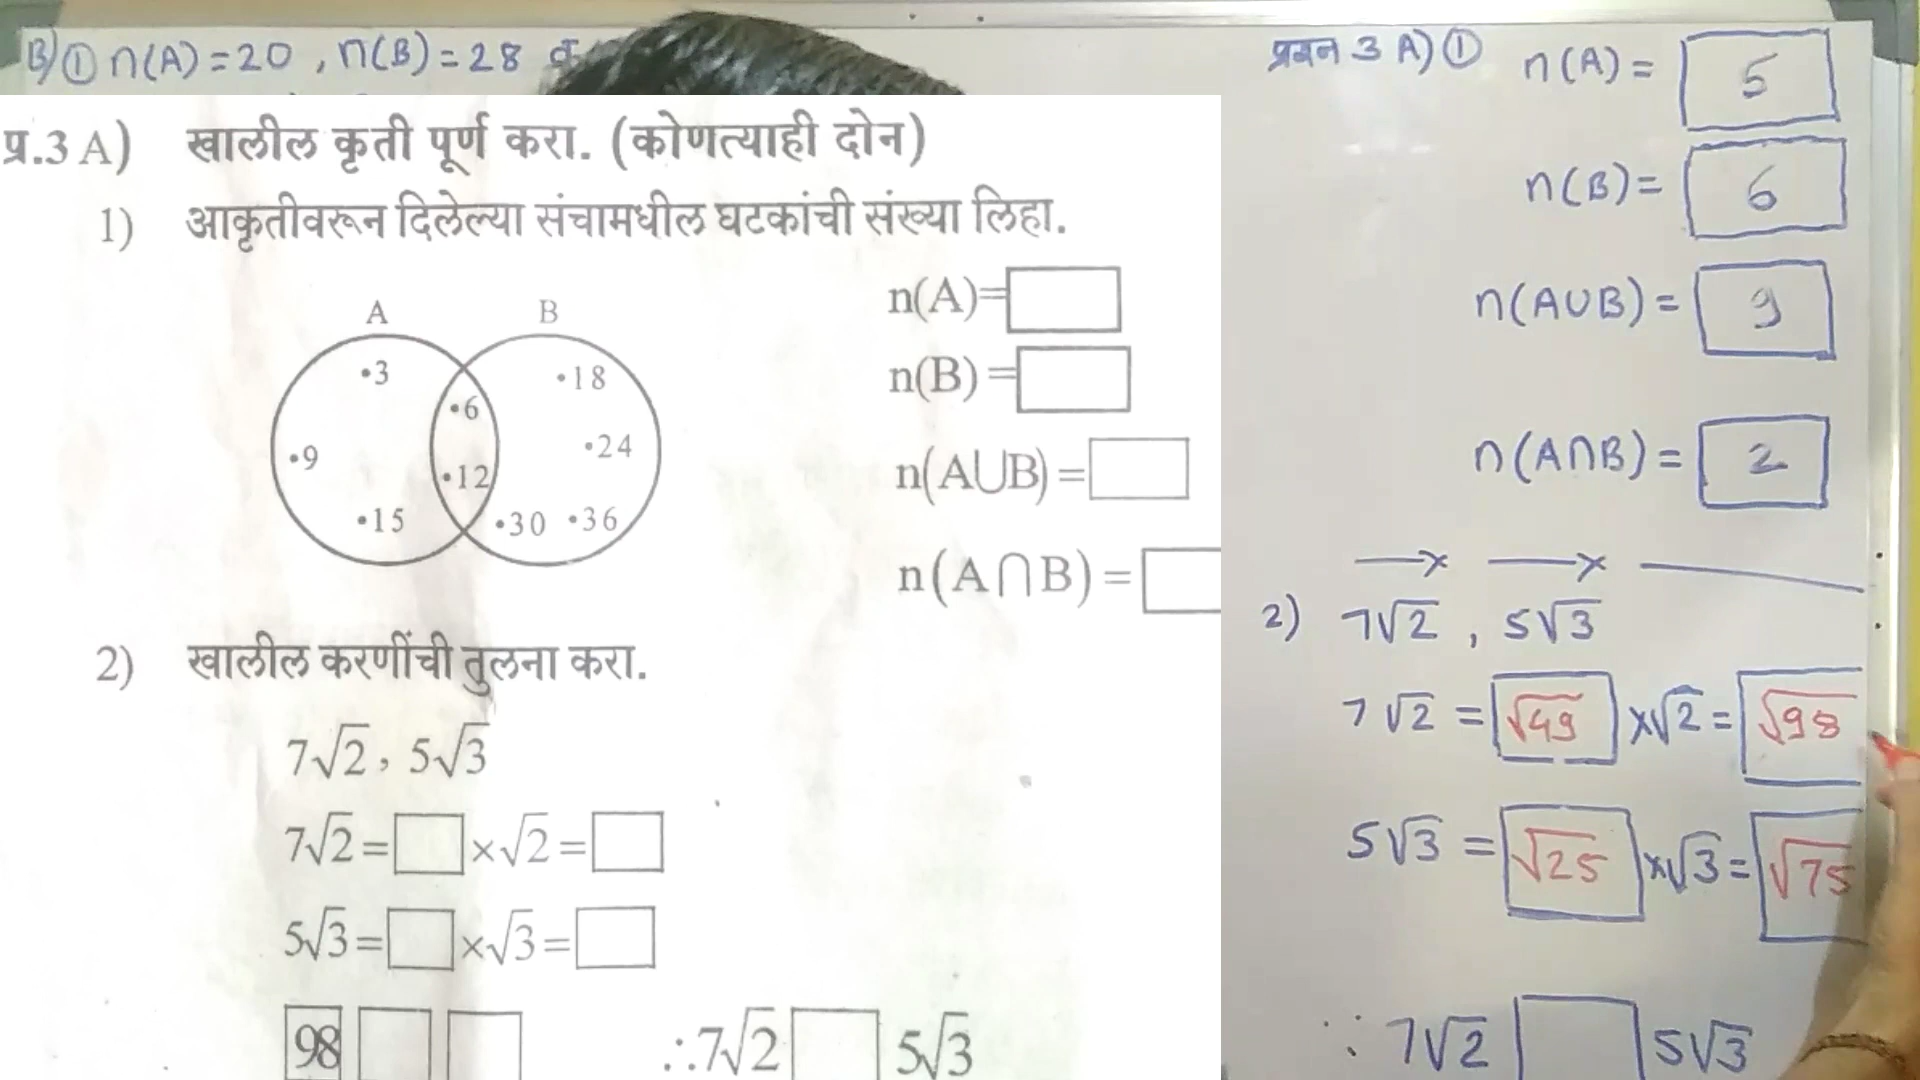 B) ① n(A) = 20 , n(B) = 28
प्र.3 A) खालील कृती पूर्ण करा. (कोणत्याही दोन)
1) आकृतीवरून दिलेल्या संचामधील घटकांची संख्या लिहा.
A B
•3 •18
•6
•9 •24
•12
•15 •30 •36
n(A)=
n(B) =
n(A∪B) =
n(A∩B) =
2) खालील करणींची तुलना करा.
7√2, 5√3
7√2 = ×√2 =
5√3 = ×√3 =
98 ∴7√2 5√3
प्रश्न 3 A) ① n(A) = 5
n(B) = 6
n(A∪B) = 9
n(A∩B) = 2
2) 7√2 , 5√3
7√2 = √49 ×√2 = √98
5√3 = √25 ×√3 = √75
∴ 7√2 5√3